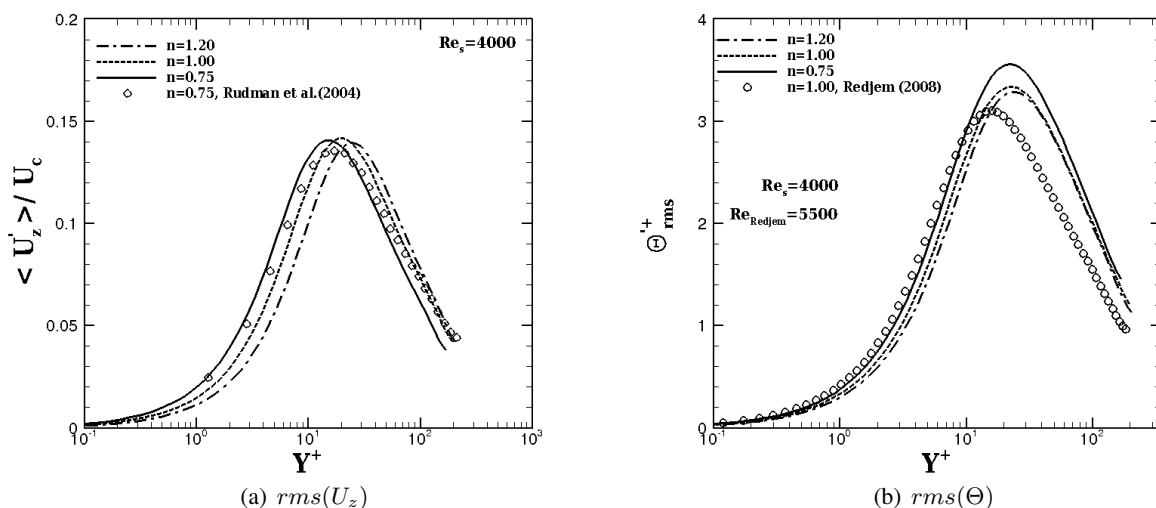 0.2
n=1.20
n=1.00
n=0.75
n=0.75, Rudman et al.(2004)
Re_s=4000
0.15
0.1
0.05
0
< U'_z > / U_c
10^-1
10^0
10^1
10^2
10^3
Y^+
(a) rms(U_z)
4
n=1.20
n=1.00
n=0.75
n=1.00, Redjem (2008)
3
2
1
0
Θ'^+_rms
Re_s=4000
Re_Redjem=5500
10^-1
10^0
10^1
10^2
Y^+
(b) rms(Θ)